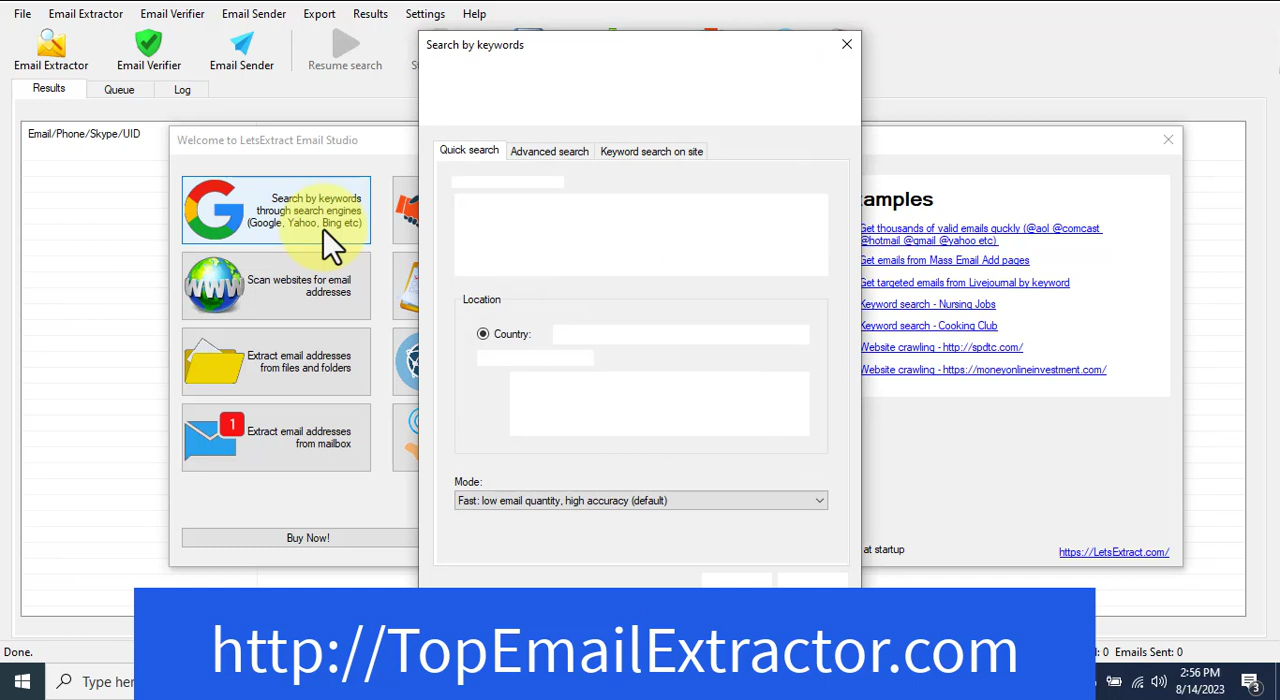 File Email Extractor Email Verifier Email Sender Export Results Settings Help
Email Extractor Email Verifier Email Sender Resume search
Results Queue Log
Email/Phone/Skype/UID
Welcome to LetsExtract Email Studio
Search by keywords
through search engines
(Google, Yahoo, Bing etc)
Scan websites for email
addresses
Extract email addresses
from files and folders
1
Extract email addresses
from mailbox
Buy Now!
Search by keywords
Quick search Advanced search Keyword search on site
Location
Country:
Mode:
Fast: low email quantity, high accuracy (default)
Get thousands of valid emails quckly (@aol @comcast
@hotmail @gmail @yahoo etc)
Get emails from Mass Email Add pages
Get targeted emails from Livejournal by keyword
Keyword search - Nursing Jobs
Keyword search - Cooking Club
Website crawling - http://spdtc.com/
Website crawling - https://moneyonlineinvestment.com/
at startup
https://LetsExtract.com/
http://TopEmailExtractor.com
Done.
0 Emails Sent: 0
Type her
2:56 PM
8/14/2023
3